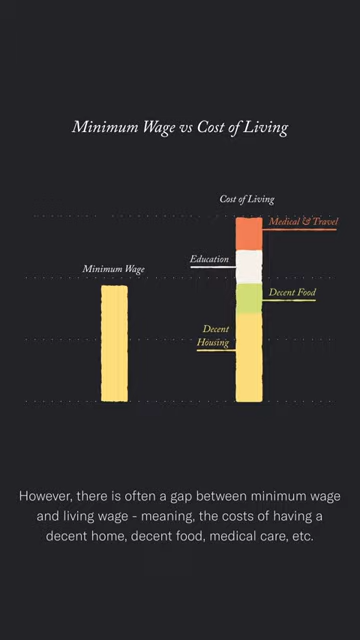 Minimum Wage vs Cost of Living
Cost of Living
Medical & Travel
Education
Minimum Wage
Decent Food
Decent
Housing
However, there is often a gap between minimum wage
and living wage - meaning, the costs of having a
decent home, decent food, medical care, etc.